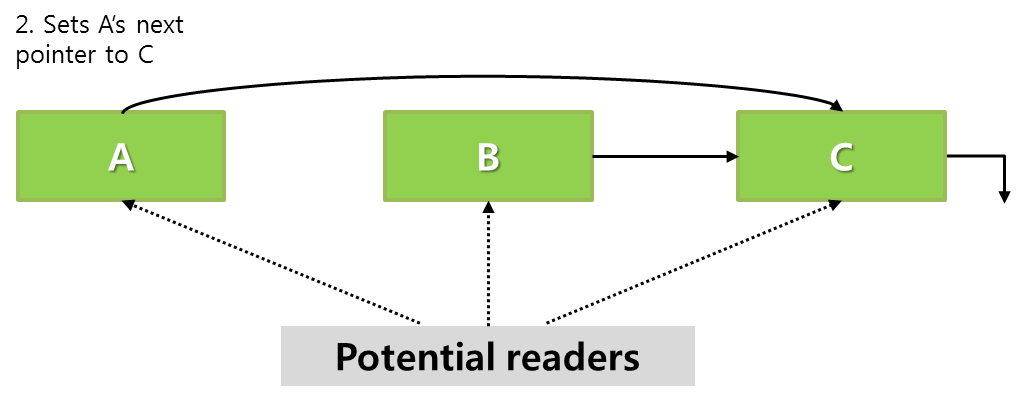 2. Sets A’s next
pointer to C
A
B
C
Potential readers